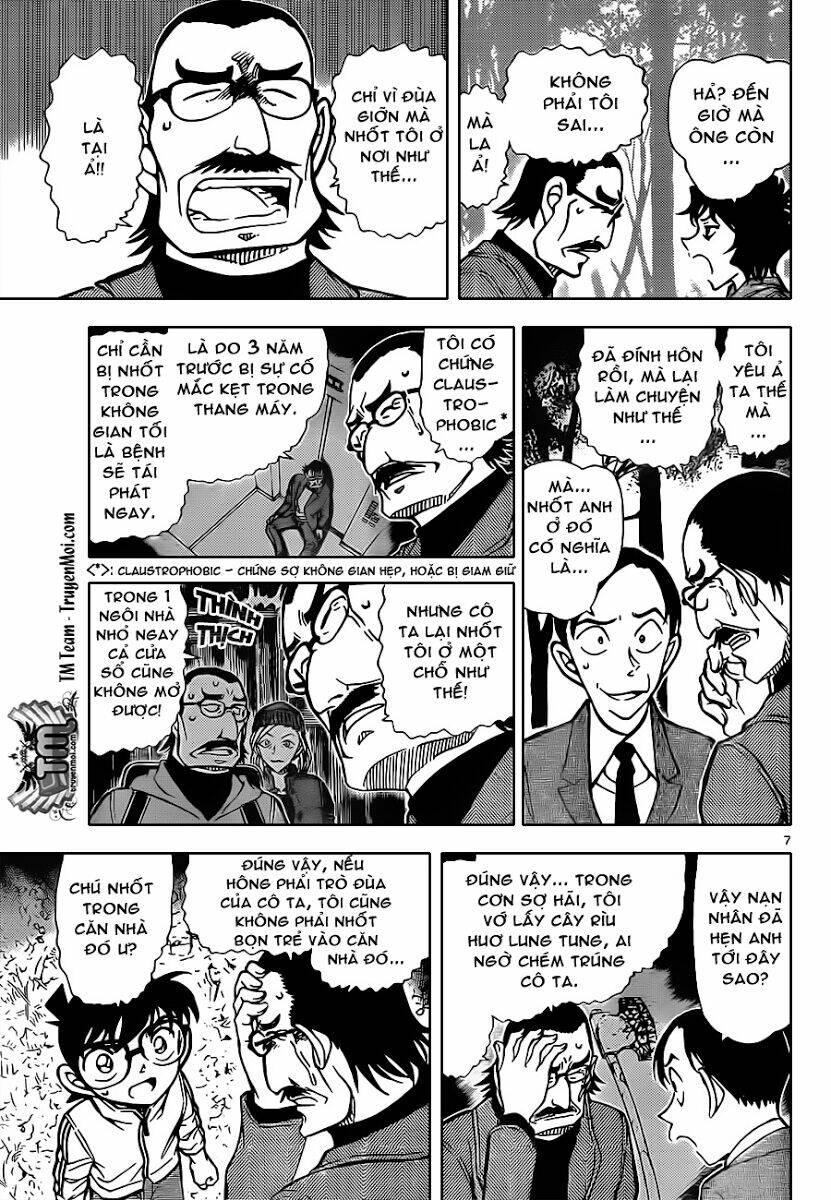 HẢ? ĐẾN
GIỜ MÀ
ÔNG CÒN
...
KHÔNG
PHẢI TÔI
SAI...
MÀ
LA
Ả!
CHỈ VÌ ĐÙA
GIỠN MÀ
NHỐT TÔI Ở
NƠI NHƯ
THẾ...
LÀ
TẠI
Ả!!
TÔI
YÊU Ả
TA THẾ
MÀ
...
ĐÃ ĐÍNH HÔN
RỒI, MÀ LẠI
LÀM CHUYỆN
NHƯ THẾ
...
MÀ...
NHỐT ANH
Ở ĐÓ
CÓ NGHĨA
LÀ...
TÔI CÓ
CHỨNG
CLAUS-
TRO-
PHOBIC*
...
LÀ DO 3 NĂM
TRƯỚC BỊ SỰ CỐ
MẮC KẸT TRONG
THANG MÁY.
CHỈ CẦN
BỊ NHỐT
TRONG
KHÔNG
GIAN TỐI
LÀ BỆNH
SẼ TÁI
PHÁT
NGAY.
<*>: CLAUSTROPHOBIC - CHỨNG SỢ KHÔNG GIAN HẸP, HOẶC BỊ GIAM GIỮ
NHƯNG CÔ
TA LẠI NHỐT
TÔI Ở MỘT
CHỖ NHƯ
THẾ!
THÌNH
THỊCH
TRONG 1
NGÔI NHÀ
NHỎ NGAY
CẢ CỬA
SỔ CŨNG
KHÔNG MỞ
ĐƯỢC!
TM Team - TruyenMoi.com
TM
truyenmoi.com
7
VẬY NẠN
NHÂN ĐÃ
HẸN ANH
TỚI ĐÂY
SAO?
ĐÚNG VẬY... TRONG
CƠN SỢ HÃI, TÔI
VỚ LẤY CÂY RÌU
HUƠ LUNG TUNG, AI
NGỜ CHÉM TRÚNG
CÔ TA.
ĐÚNG VẬY, NẾU
HÔNG PHẢI TRÒ ĐÙA
CỦA CÔ TA, TÔI CŨNG
KHÔNG PHẢI NHỐT
BỌN TRẺ VÀO CĂN
NHÀ ĐÓ...
CHÚ NHỐT
TRONG
CĂN NHÀ
ĐÓ Ư?